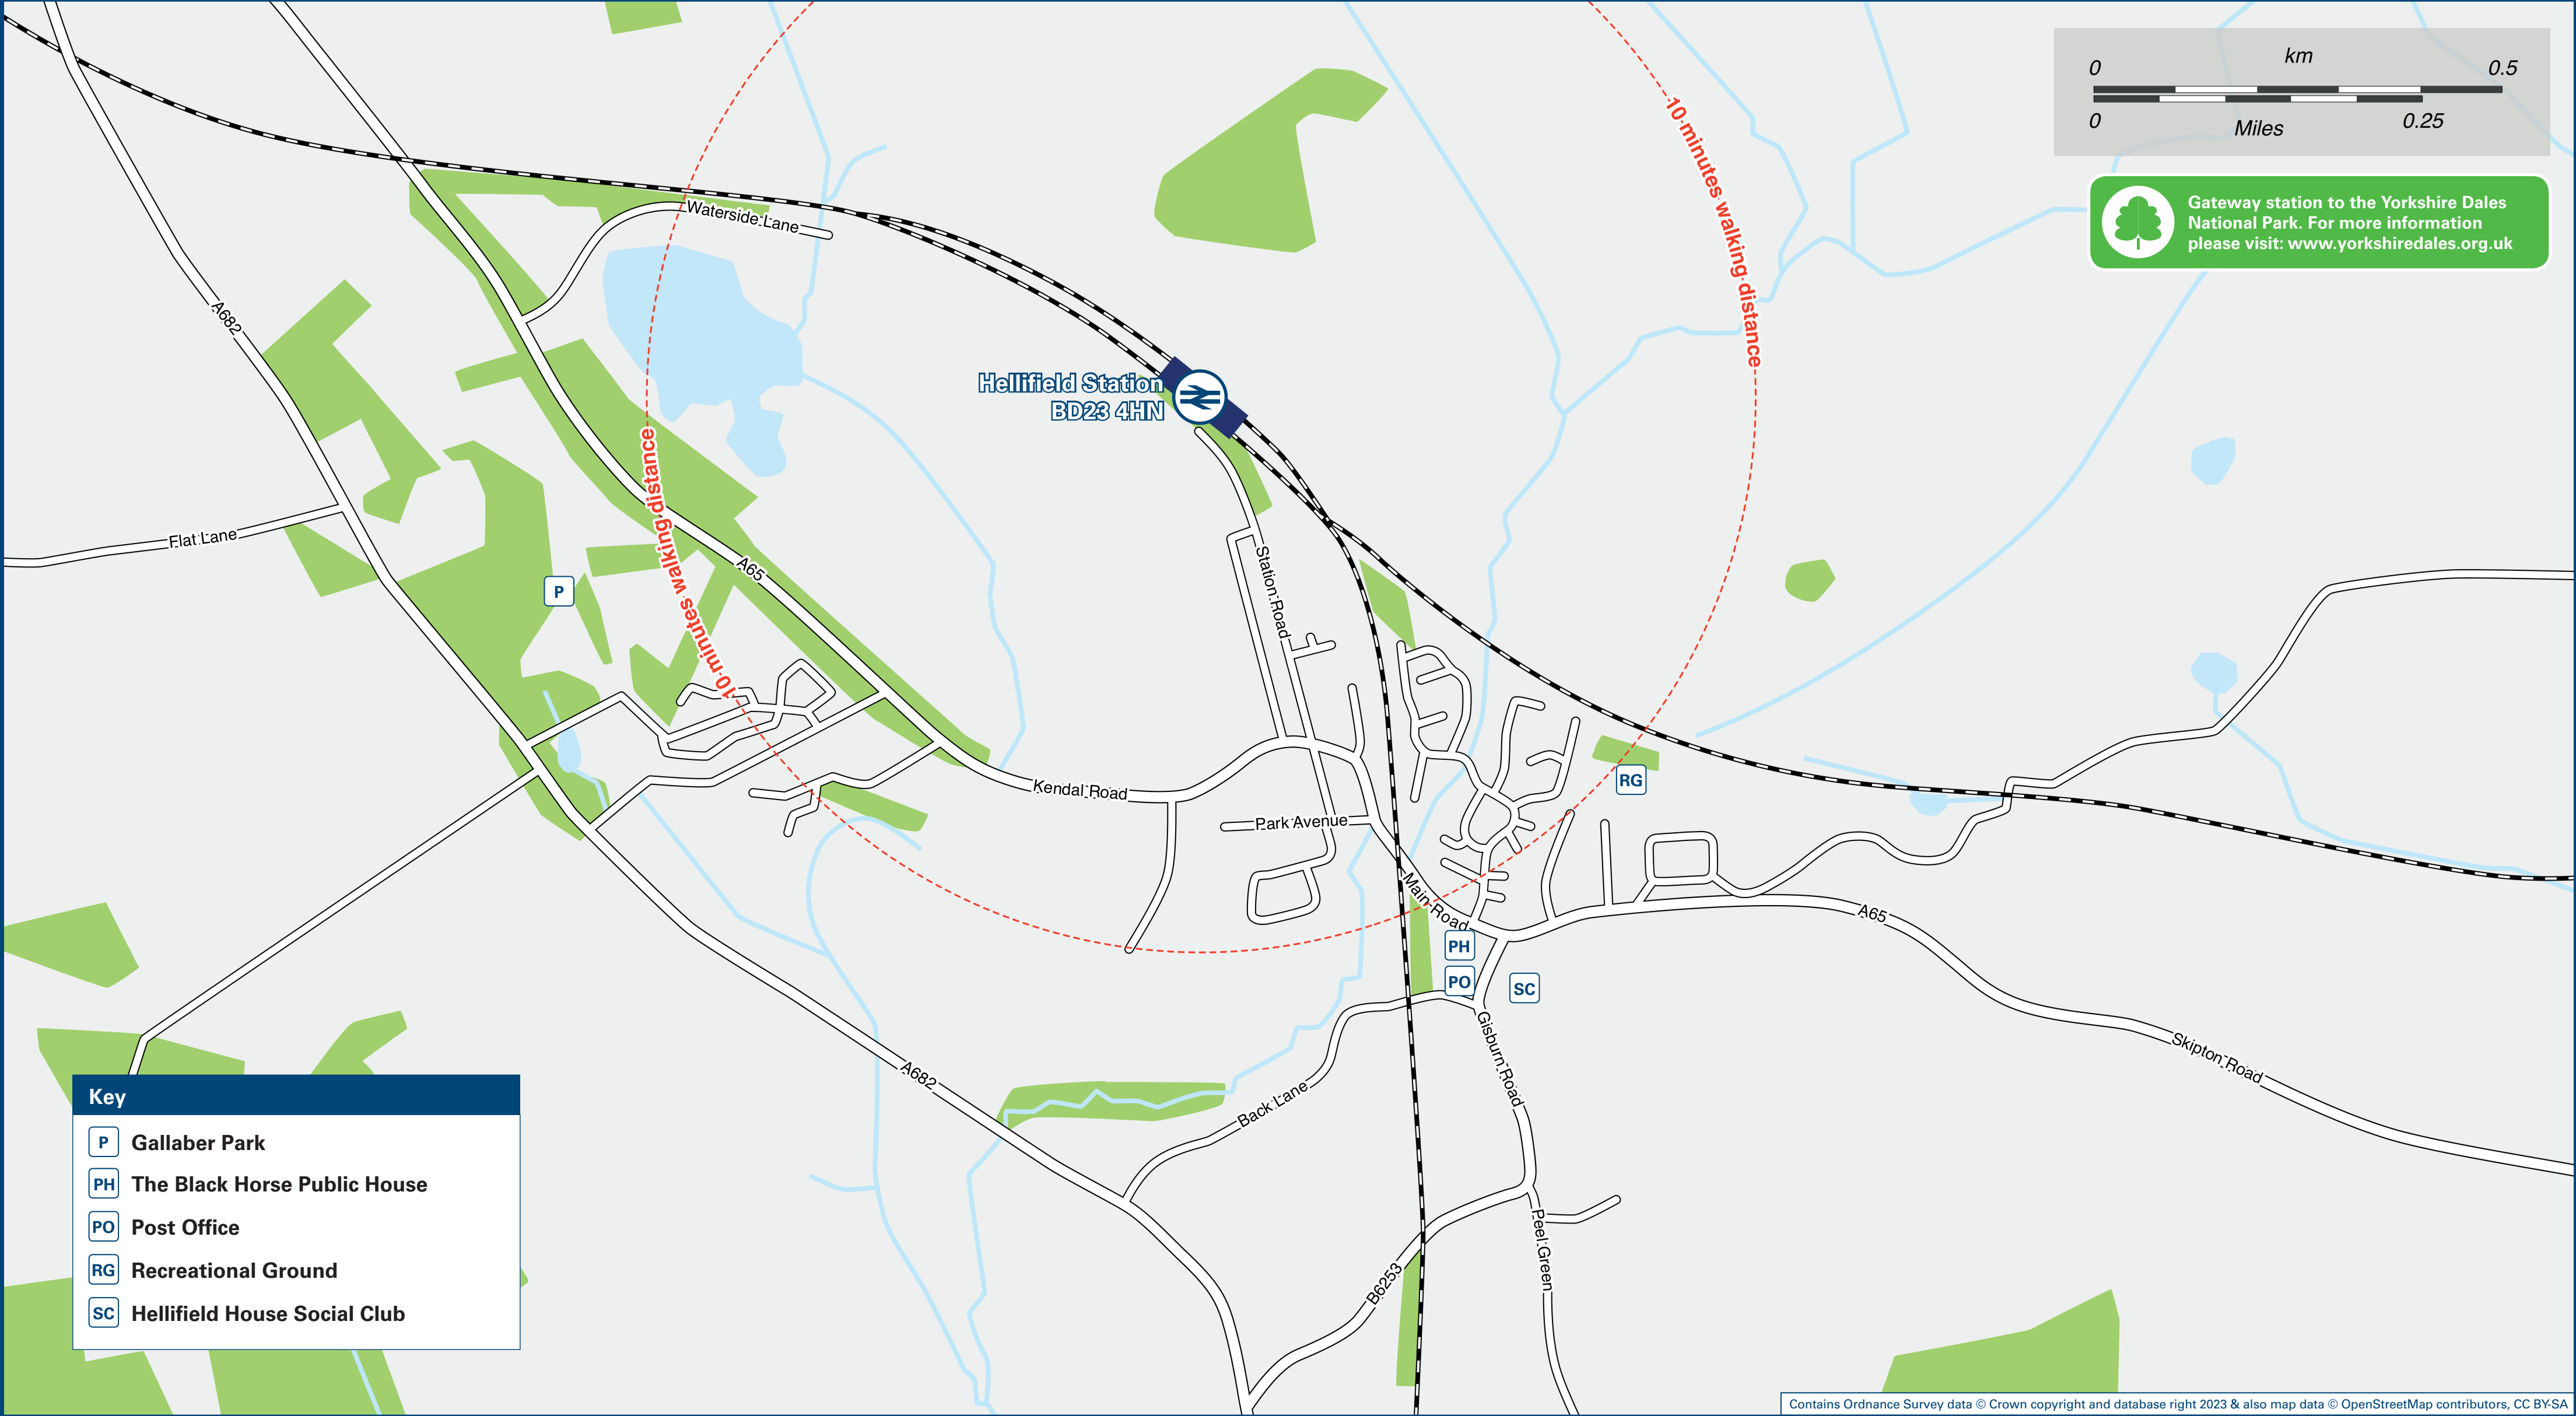 km
0 0.5
0 0.25
Miles
Gateway station to the Yorkshire Dales
National Park. For more information
please visit: www.yorkshiredales.org.uk
10 minutes walking distance
Waterside Lane
A682
Hellifield Station
BD23 4HN
10 minutes walking distance
Flat Lane
A65
P
Station Road
Kendal Road
RG
Park Avenue
Main Road
A65
PH
PO
SC
Gisburn Road
Skipton Road
A682
Back Lane
Peel Green
B6253
Key
P Gallaber Park
PH The Black Horse Public House
PO Post Office
RG Recreational Ground
SC Hellifield House Social Club
Contains Ordnance Survey data © Crown copyright and database right 2023 & also map data © OpenStreetMap contributors, CC BY-SA